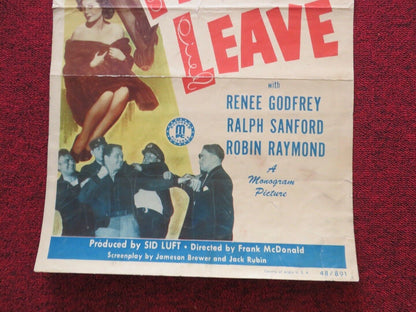 LEAVE
with
RENEE GODFREY
RALPH SANFORD
ROBIN RAYMOND
A
Monogram
Picture
Produced by SID LUFT • Directed by Frank McDonald
Screenplay by Jameson Brewer and Jack Rubin
48/891